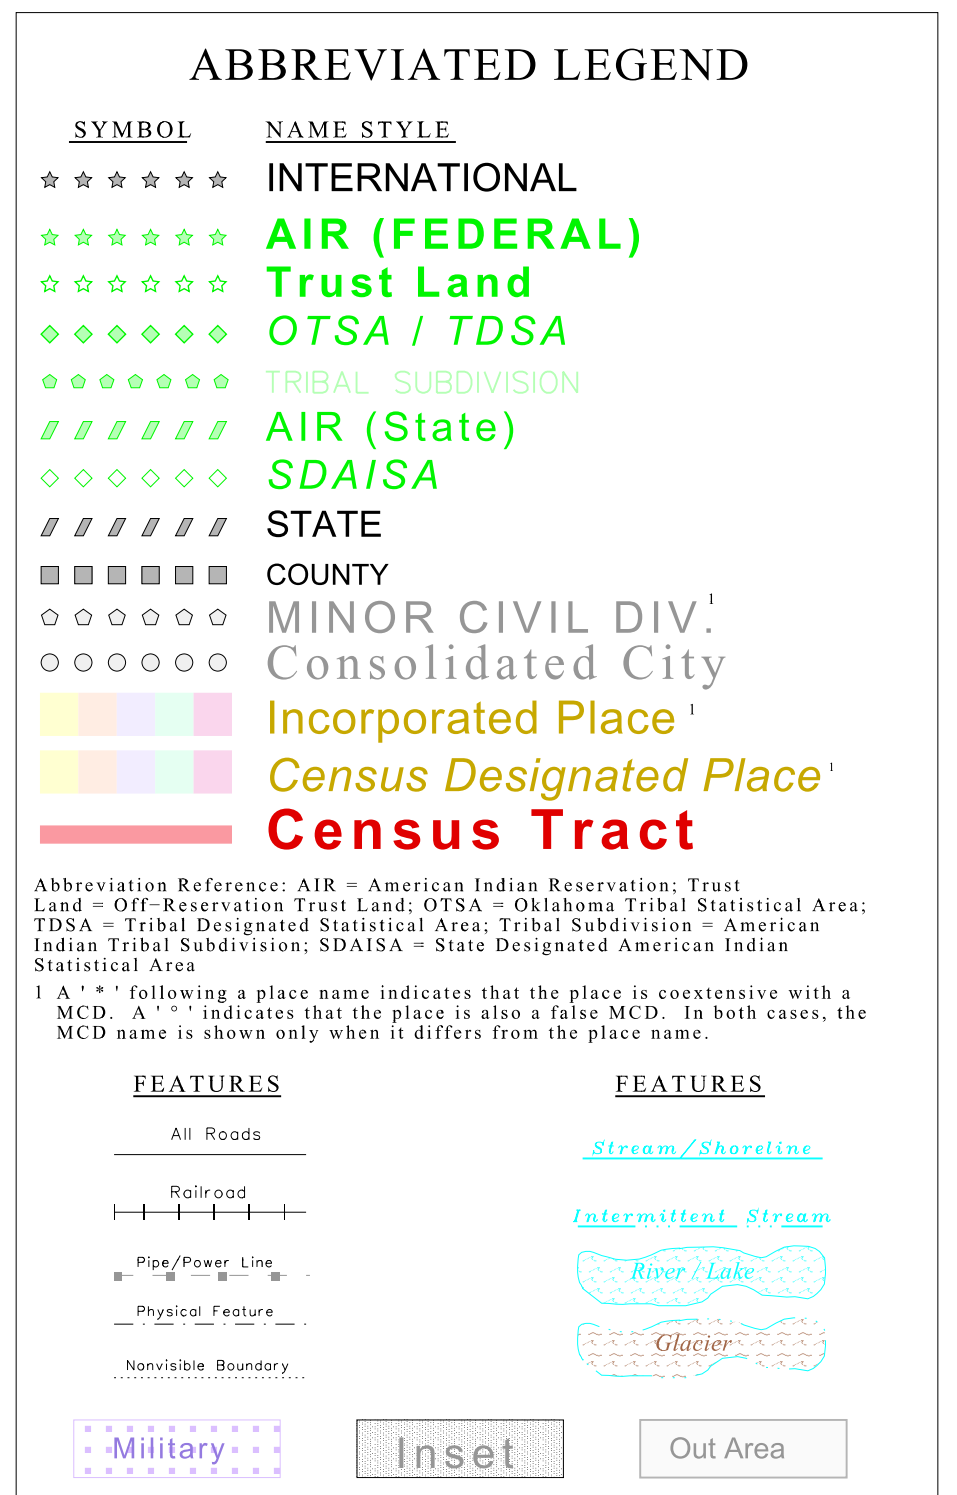 ABBREVIATED LEGEND
SYMBOL NAME STYLE
INTERNATIONAL
AIR (FEDERAL)
Trust Land
OTSA / TDSA
TRIBAL SUBDIVISION
AIR (State)
SDAISA
STATE
COUNTY
MINOR CIVIL DIV. 1
Consolidated City
Incorporated Place 1
Census Designated Place 1
Census Tract
Abbreviation Reference: AIR = American Indian Reservation; Trust
Land = Off−Reservation Trust Land; OTSA = Oklahoma Tribal Statistical Area;
TDSA = Tribal Designated Statistical Area; Tribal Subdivision = American
Indian Tribal Subdivision; SDAISA = State Designated American Indian
Statistical Area
1 A ' * ' following a place name indicates that the place is coextensive with a
MCD. A ' ° ' indicates that the place is also a false MCD. In both cases, the
MCD name is shown only when it differs from the place name.
FEATURES
All Roads
Railroad
Pipe/Power Line
Physical Feature
Nonvisible Boundary
FEATURES
Stream/Shoreline
Intermittent Stream
River / Lake
Glacier
Military
Inset
Out Area